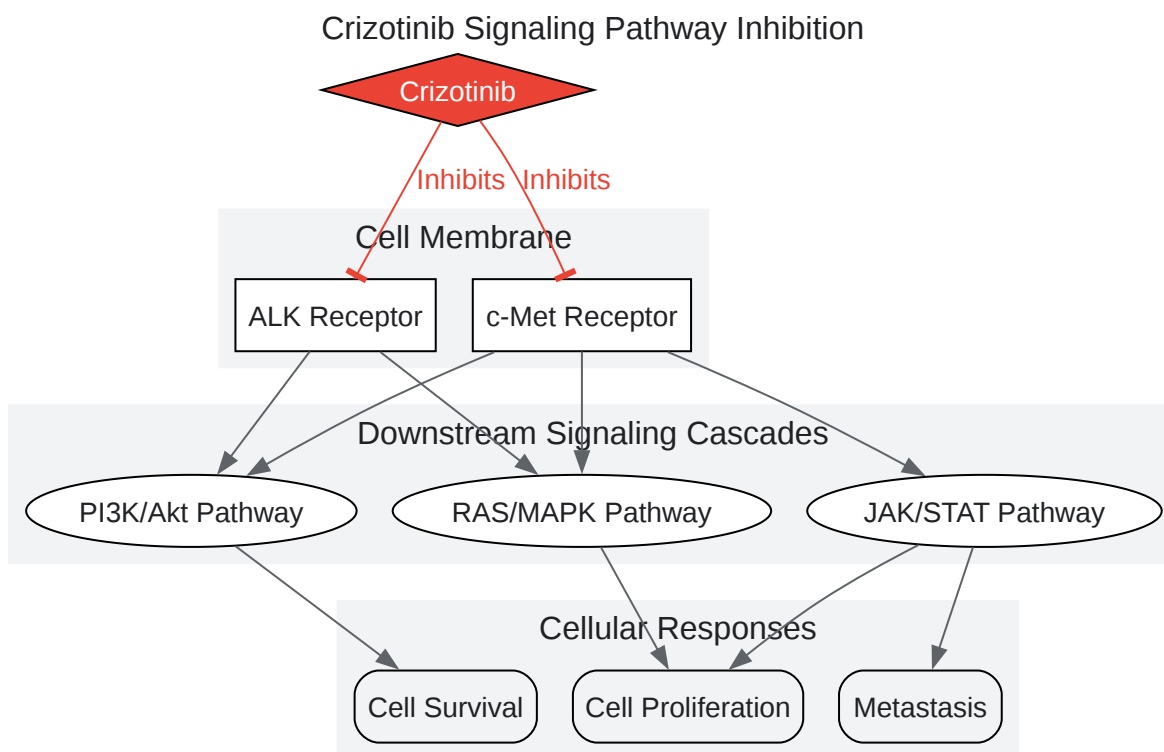 Crizotinib Signaling Pathway Inhibition
Crizotinib
Inhibits Inhibits
Cell Membrane
ALK Receptor c-Met Receptor
Downstream Signaling Cascades
PI3K/Akt Pathway RAS/MAPK Pathway JAK/STAT Pathway
Cellular Responses
Cell Survival Cell Proliferation Metastasis